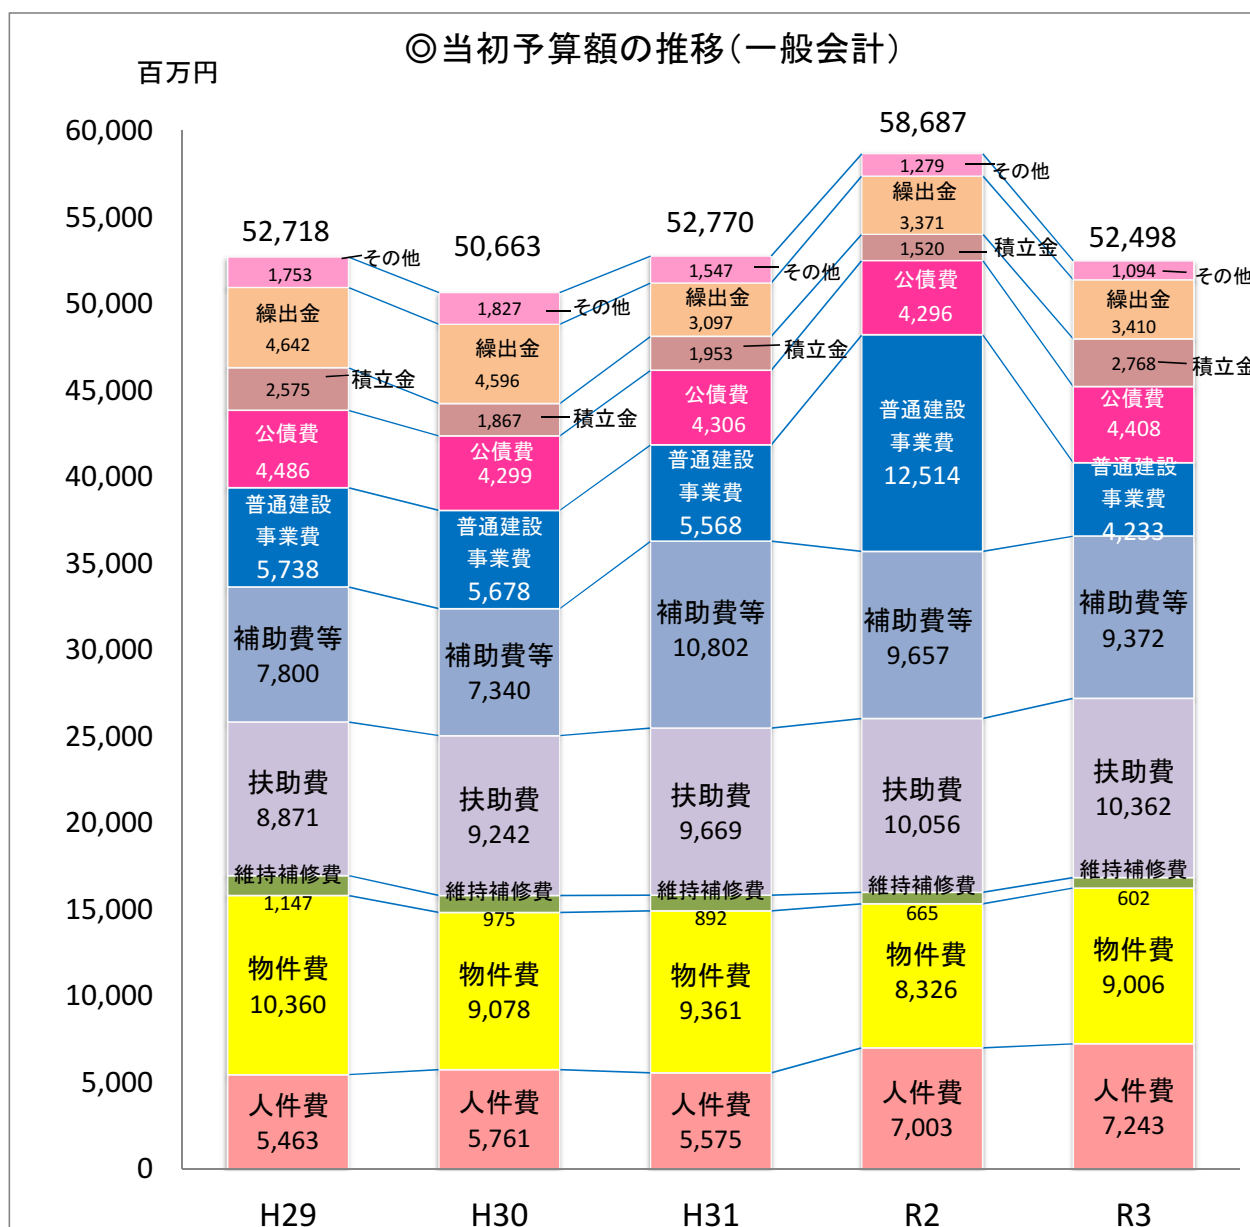 ◎当初予算額の推移(一般会計)
百万円
60,000
55,000
50,000
45,000
40,000
35,000
30,000
25,000
20,000
15,000
10,000
5,000
0
52,718
その他
1,753
繰出金
4,642
積立金
2,575
公債費
4,486
普通建設
事業費
5,738
補助費等
7,800
扶助費
8,871
維持補修費
1,147
物件費
10,360
人件費
5,463
H29
50,663
1,827
その他
繰出金
4,596
1,867
積立金
公債費
4,299
普通建設
事業費
5,678
補助費等
7,340
扶助費
9,242
維持補修費
975
物件費
9,078
人件費
5,761
H30
52,770
1,547
その他
繰出金
3,097
1,953
積立金
公債費
4,306
普通建設
事業費
5,568
補助費等
10,802
扶助費
9,669
維持補修費
892
物件費
9,361
人件費
5,575
H31
58,687
1,279
その他
繰出金
3,371
1,520
積立金
公債費
4,296
普通建設
事業費
12,514
補助費等
9,657
扶助費
10,056
維持補修費
665
物件費
8,326
人件費
7,003
R2
52,498
1,094
その他
繰出金
3,410
2,768
積立金
公債費
4,408
普通建設
事業費
4,233
補助費等
9,372
扶助費
10,362
維持補修費
602
物件費
9,006
人件費
7,243
R3